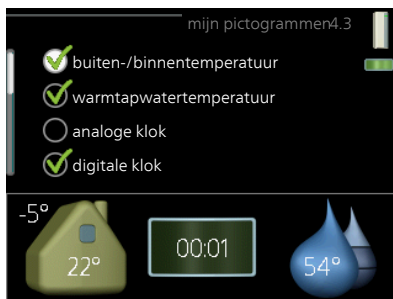 mijn pictogrammen4.3
buiten-/binnentemperatuur
warmtapwatertemperatuur
analoge klok
digitale klok
-5°
22°
00:01
54°